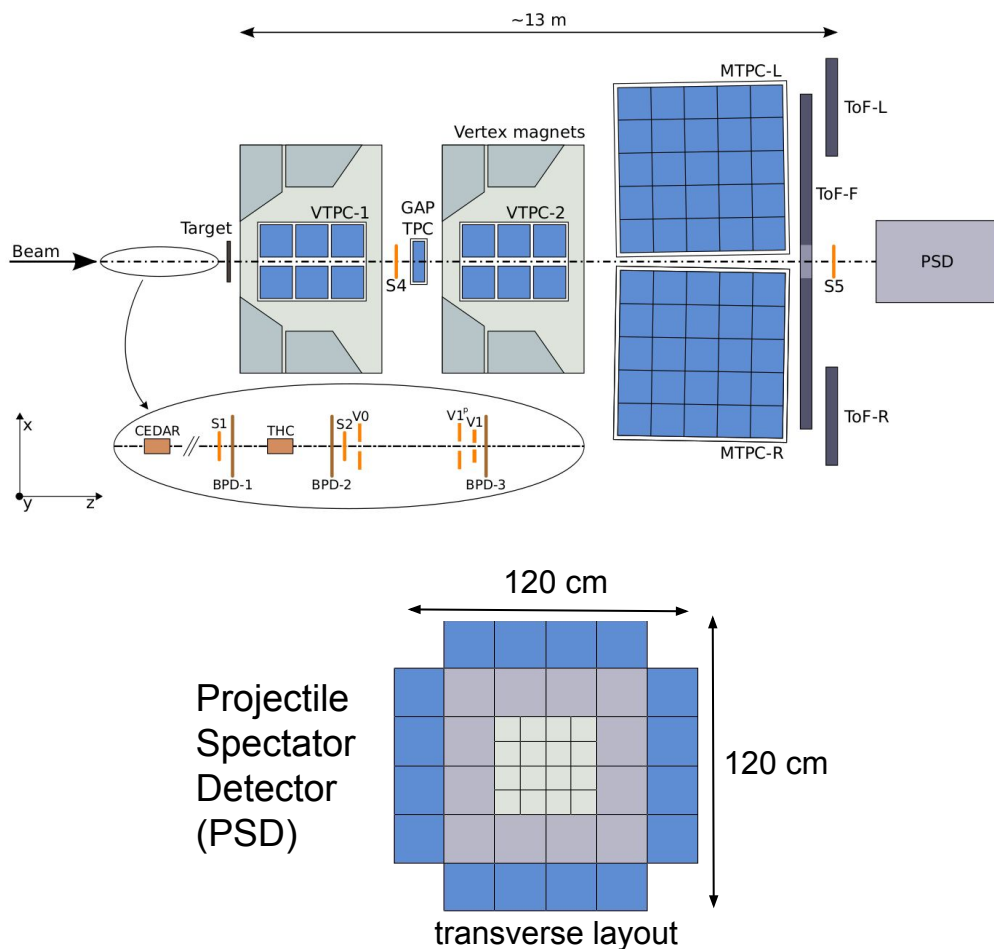 ~13 m
MTPC-L
ToF-L
Vertex magnets
ToF-F
GAP
TPC
VTPC-1
VTPC-2
Target
Beam
PSD
S4
S5
ToF-R
MTPC-R
x
y
z
CEDAR
S1
THC
S2
V0
V1ᴾ
V1
BPD-1
BPD-2
BPD-3
120 cm
Projectile
Spectator
Detector
(PSD)
120 cm
transverse layout